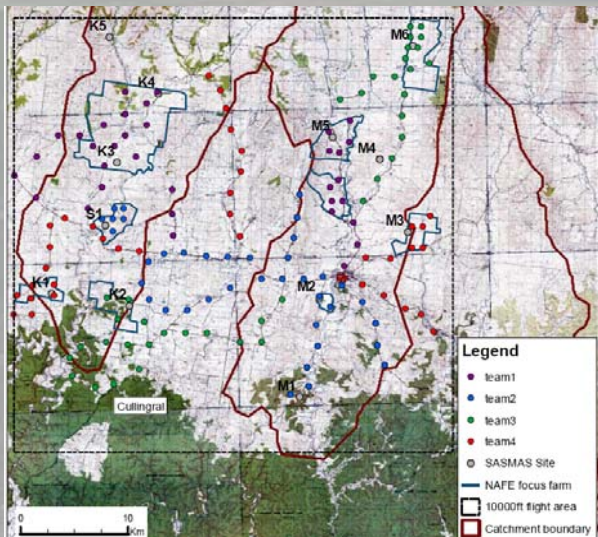 K5
M6
K4
M5
M4
K3
S1
M3
K1
K2
M2
M1
Cullingral
Legend
team1
team2
team3
team4
SASMAS Site
NAFE focus farm
10000ft flight area
Catchment boundary
0 10
Km